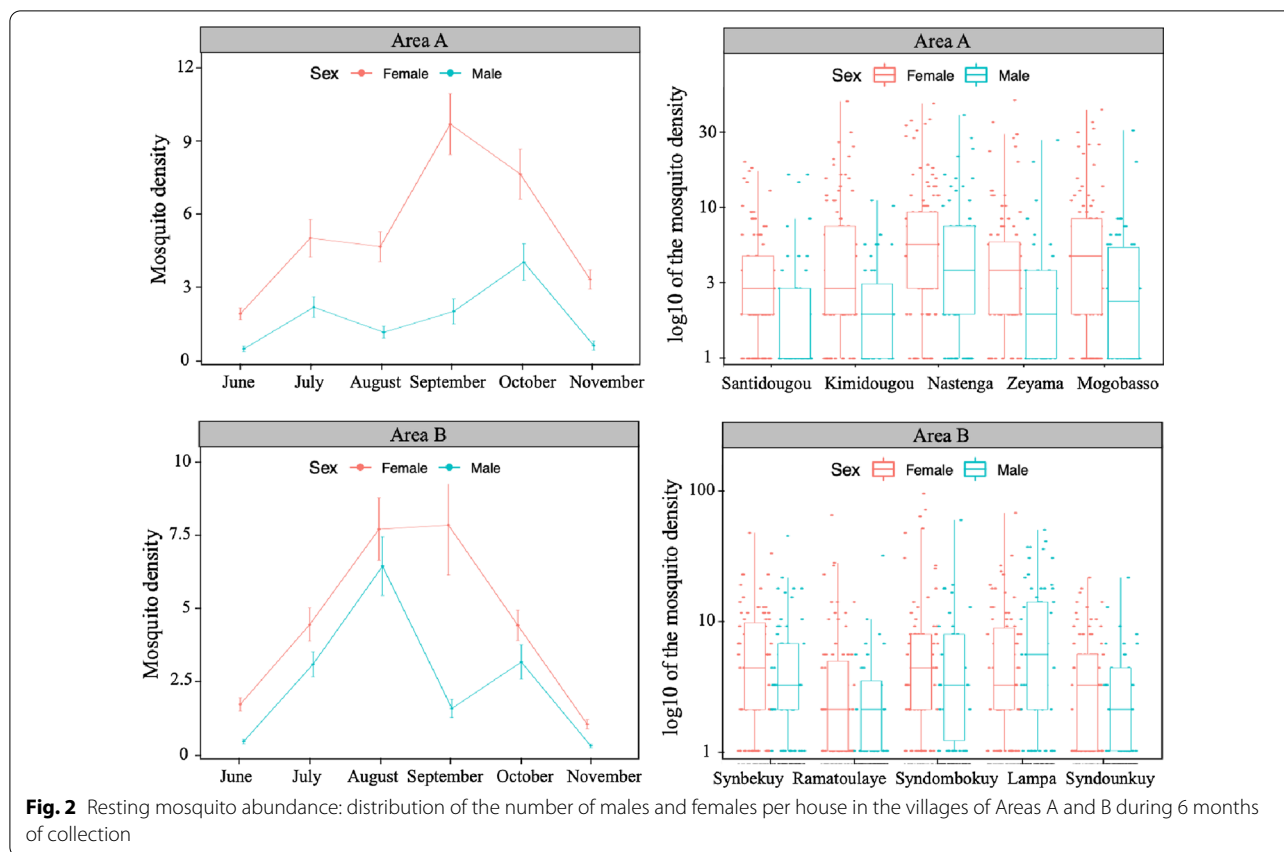 Area A
12
9
6
3
0
Mosquito density
Sex Female Male
June July August September October November
Area A
30
10
3
1
log10 of the mosquito density
Sex Female Male
Santidougou Kimidougou Nastenga Zeyama Mogobasso
Area B
10
7.5
5
2.5
0
Mosquito density
Sex Female Male
June July August September October November
Area B
100
10
1
log10 of the mosquito density
Sex Female Male
Synbekuy Ramatoulaye Syndombokuy Lampa Syndounkuy
Fig. 2 Resting mosquito abundance: distribution of the number of males and females per house in the villages of Areas A and B during 6 months
of collection